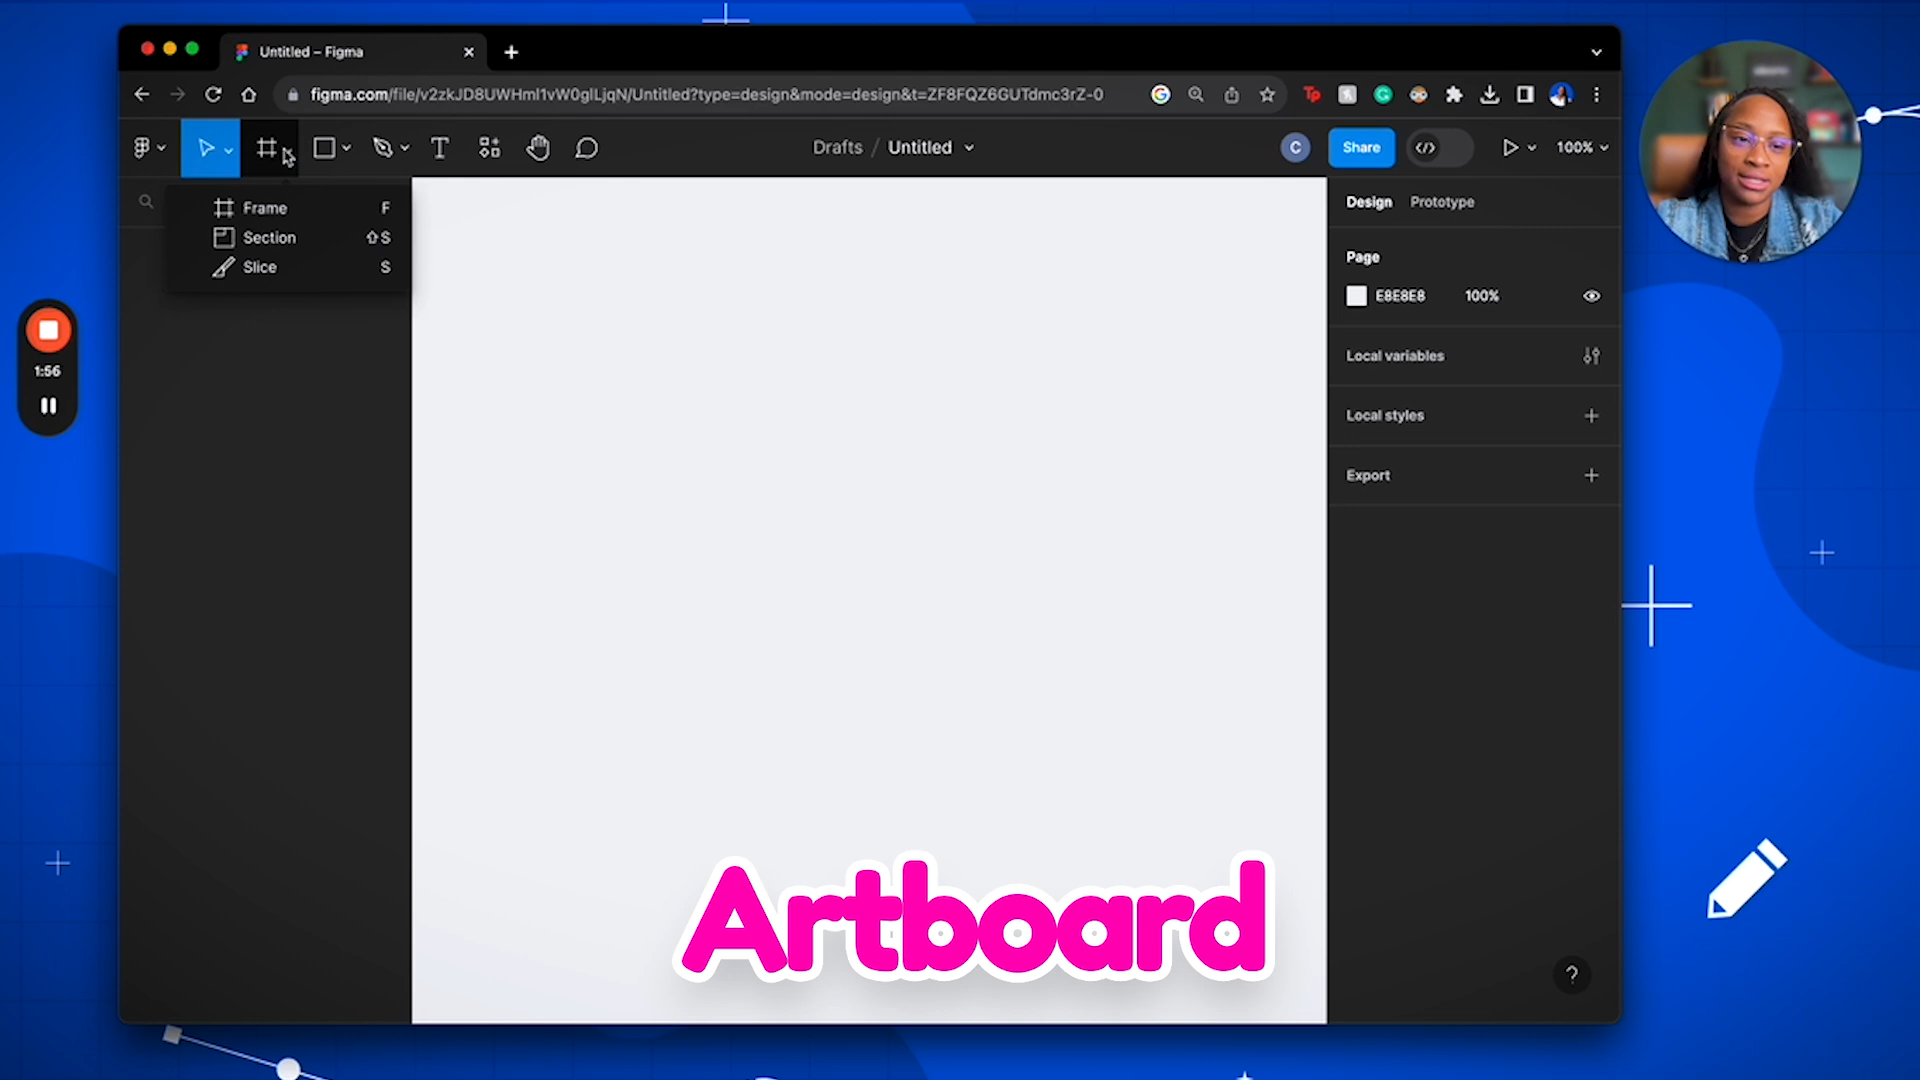 Untitled – Figma
figma.com/file/v2zkJD8UWHml1vW0glLjqN/Untitled?type=design&mode=design&t=ZF8FQZ6GUTdmc3rZ-0
Drafts / Untitled
C
Share
100%
Frame F
Section ⇧S
Slice S
Design Prototype
Page
E8E8E8 100%
Local variables
Local styles
Export
1:56
Artboard
?